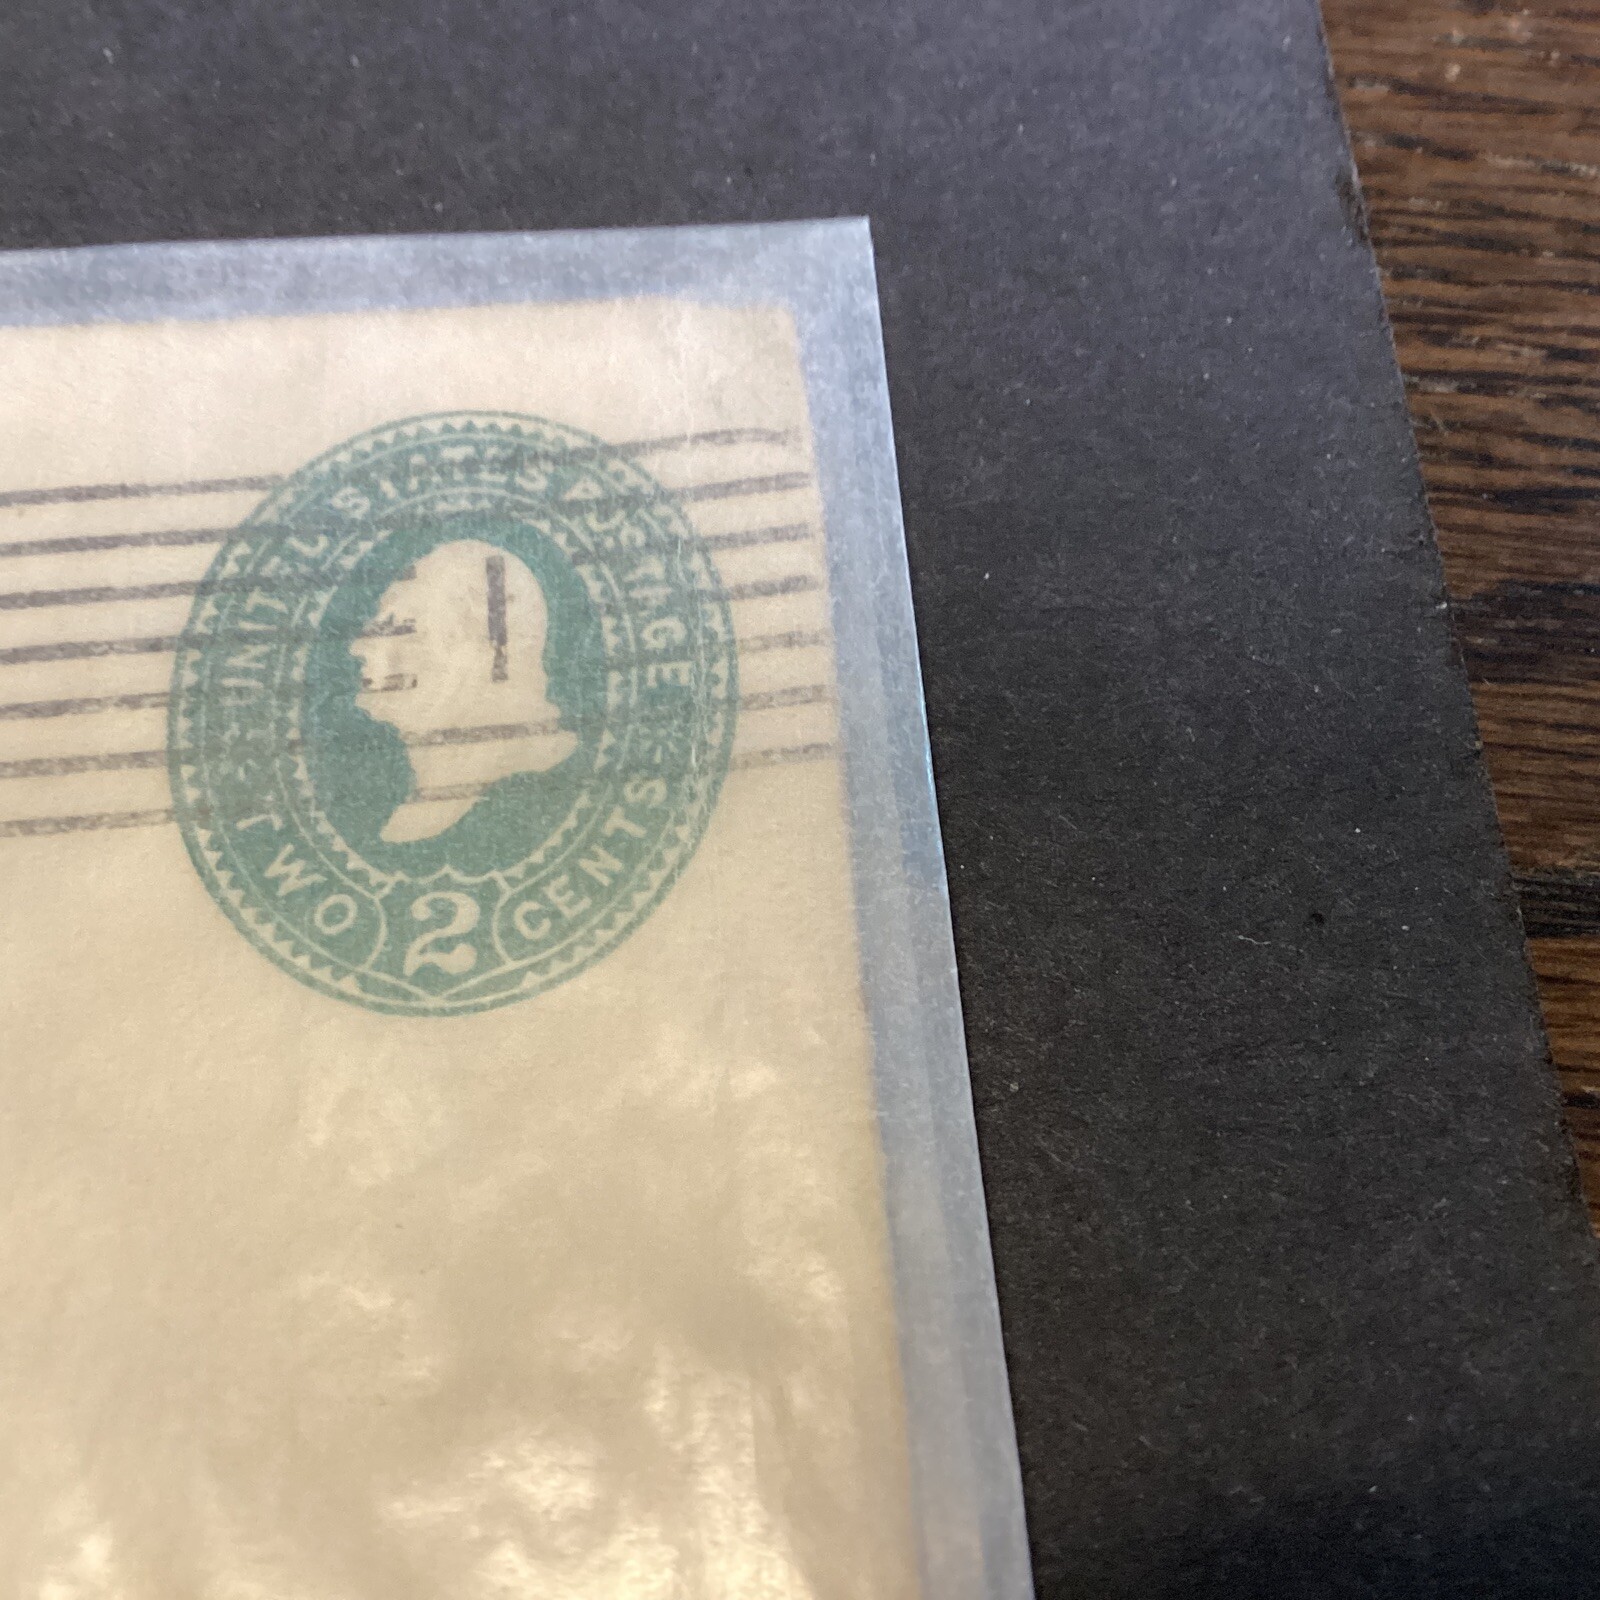 UNITED STATES POSTAGE
TWO 2 CENTS